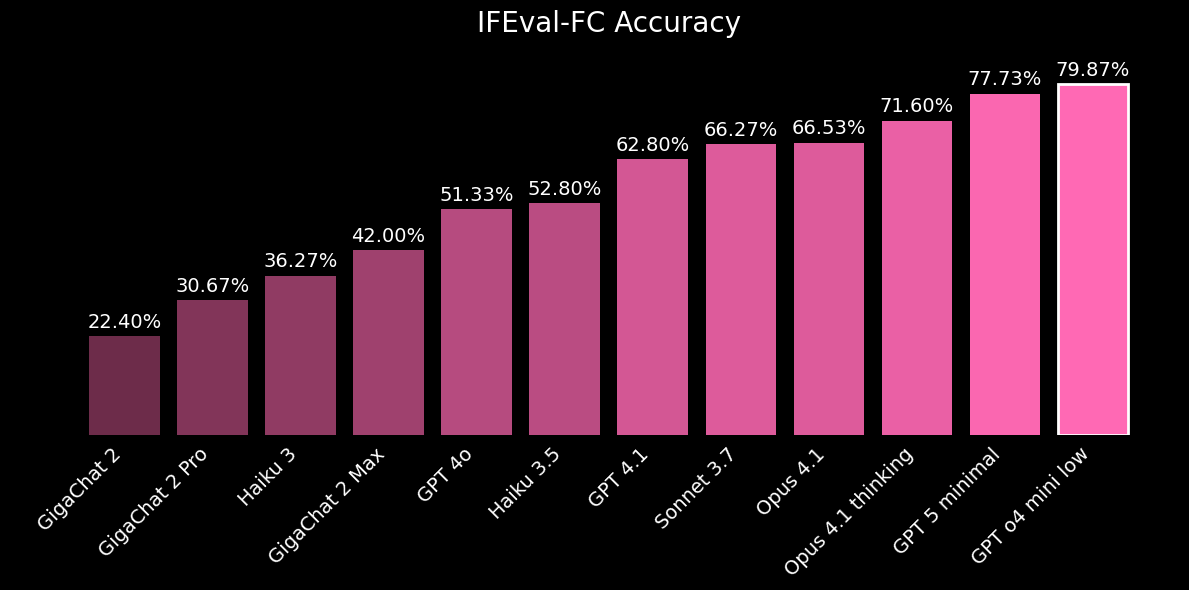 IFEval-FC Accuracy
22.40%
30.67%
36.27%
42.00%
51.33%
52.80%
62.80%
66.27%
66.53%
71.60%
77.73%
79.87%
GigaChat 2
GigaChat 2 Pro
Haiku 3
GigaChat 2 Max
GPT 4o
Haiku 3.5
GPT 4.1
Sonnet 3.7
Opus 4.1
Opus 4.1 thinking
GPT 5 minimal
GPT o4 mini low